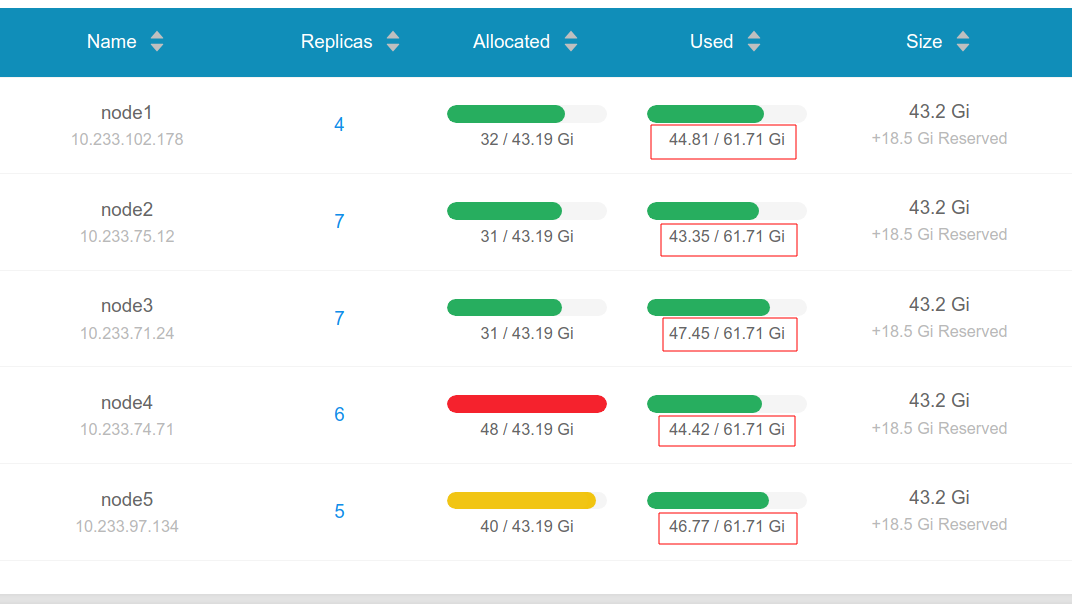 Name Replicas Allocated Used Size
node1 4 43.2 Gi
10.233.102.178 32 / 43.19 Gi 44.81 / 61.71 Gi +18.5 Gi Reserved
node2 7 43.2 Gi
10.233.75.12 31 / 43.19 Gi 43.35 / 61.71 Gi +18.5 Gi Reserved
node3 7 43.2 Gi
10.233.71.24 31 / 43.19 Gi 47.45 / 61.71 Gi +18.5 Gi Reserved
node4 6 43.2 Gi
10.233.74.71 48 / 43.19 Gi 44.42 / 61.71 Gi +18.5 Gi Reserved
node5 5 43.2 Gi
10.233.97.134 40 / 43.19 Gi 46.77 / 61.71 Gi +18.5 Gi Reserved